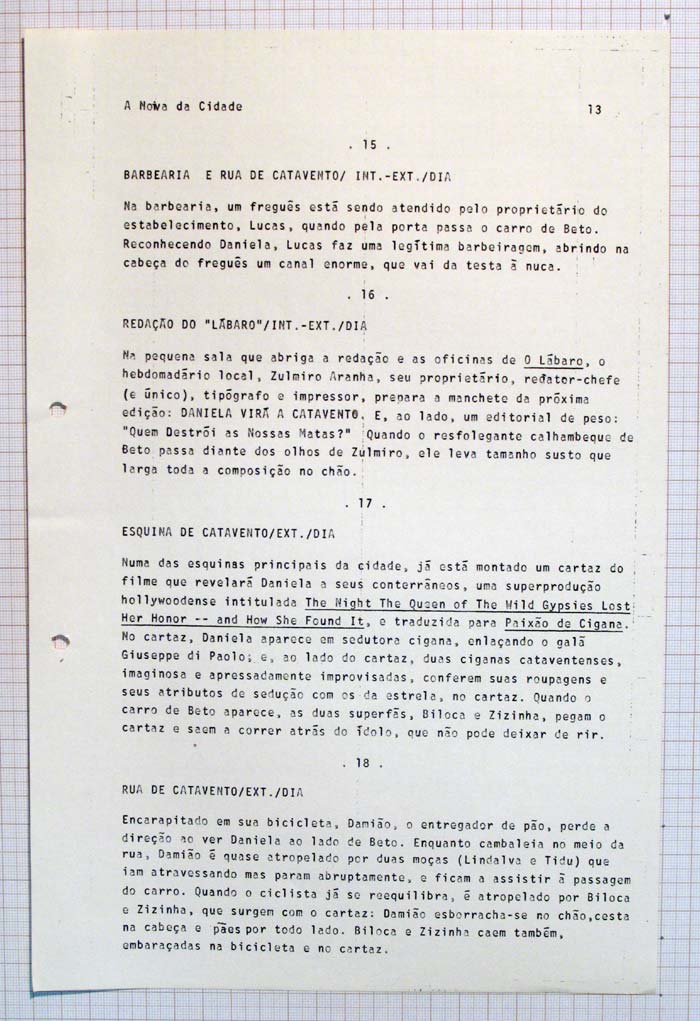 A Noiva da Cidade 13
. 15 .
BARBEARIA E RUA DE CATAVENTO/ INT.-EXT./DIA
Na barbearia, um freguês está sendo atendido pelo proprietário do
estabelecimento, Lucas, quando pela porta passa o carro de Beto.
Reconhecendo Daniela, Lucas faz uma legítima barbeiragem, abrindo na
cabeça do freguês um canal enorme, que vai da testa ã nuca.
. 16 .
REDAÇÃO DO "LÁBARO"/INT.-EXT./DIA
Na pequena sala que abriga a redação e as oficinas de O Lábaro, o
hebdomadário local, Zulmiro Aranha, seu proprietário, redator-chefe
(e único), tipógrafo e impressor, prepara a manchete da próxima
edição: DANIELA VIRÁ A CATAVENTO. E, ao lado, um editorial de peso:
"Quem Destrói as Nossas Matas?" Quando o resfolegante calhambeque de
Beto passa diante dos olhos de Zulmiro, ele leva tamanho susto que
larga toda a composição no chão.
. 17 .
ESQUINA DE CATAVENTO/EXT./DIA
Numa das esquinas principais da cidade, já está montado um cartaz do
filme que revelará Daniela a seus conterrâneos, uma superprodução
hollywoodense intitulada The Night The Queen of The Wild Gypsies Lost
Her Honor -- and How She Found It, e traduzida para Paixão de Cigana.
No cartaz, Daniela aparece em sedutora cigana, enlaçando o galã
Giuseppe di Paolo; e, ao lado do cartaz, duas ciganas cataventenses,
imaginosa e apressadamente improvisadas, conferem suas roupagens e
seus atributos de sedução com os da estrela, no cartaz. Quando o
carro de Beto aparece, as duas superfãs, Biloca e Zizinha, pegam o
cartaz e saem a correr atrás do ídolo, que não pode deixar de rir.
. 18 .
RUA DE CATAVENTO/EXT./DIA
Encarapitado em sua bicicleta, Damião, o entregador de pão, perde a
direção ao ver Daniela ao lado de Beto. Enquanto cambaleia no meio da
rua, Damião é quase atropelado por duas moças (Lindalva e Tidu) que
iam atravessando mas param abruptamente, e ficam a assistir à passagem
do carro. Quando o ciclista já se reequilibra, é atropelado por Biloca
e Zizinha, que surgem com o cartaz: Damião esborracha-se no chão,cesta
na cabeça e pães por todo lado. Biloca e Zizinha caem também,
embaraçadas na bicicleta e no cartaz.